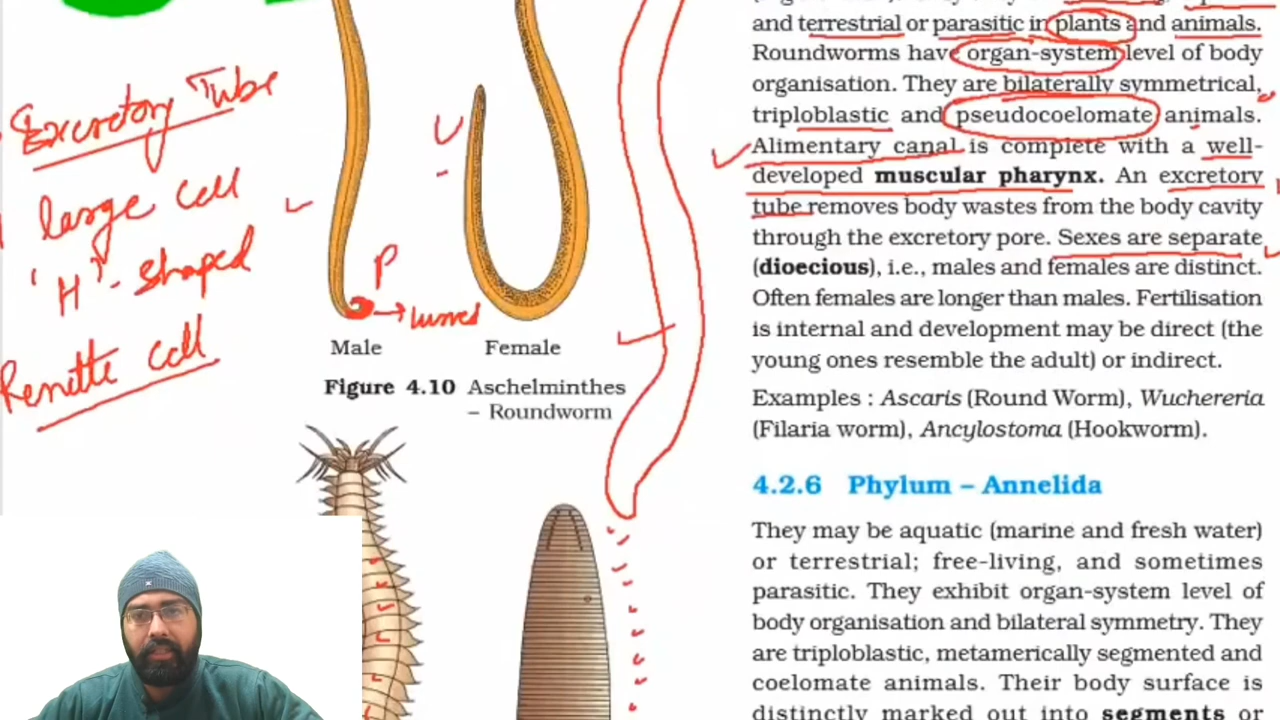 and terrestrial or parasitic in plants and animals.
Roundworms have organ-system level of body
organisation. They are bilaterally symmetrical,
triploblastic and pseudocoelomate animals.
Alimentary canal is complete with a well-
developed muscular pharynx. An excretory
tube removes body wastes from the body cavity
through the excretory pore. Sexes are separate
(dioecious), i.e., males and females are distinct.
Often females are longer than males. Fertilisation
is internal and development may be direct (the
young ones resemble the adult) or indirect.
Examples : Ascaris (Round Worm), Wuchereria
(Filaria worm), Ancylostoma (Hookworm).
4.2.6 Phylum – Annelida
They may be aquatic (marine and fresh water)
or terrestrial; free-living, and sometimes
parasitic. They exhibit organ-system level of
body organisation and bilateral symmetry. They
are triploblastic, metamerically segmented and
coelomate animals. Their body surface is
distinctly marked out into segments or
Excretory Tube
large cell
'H'-shaped
Renette cell
P
Male Female
Figure 4.10 Aschelminthes
– Roundworm